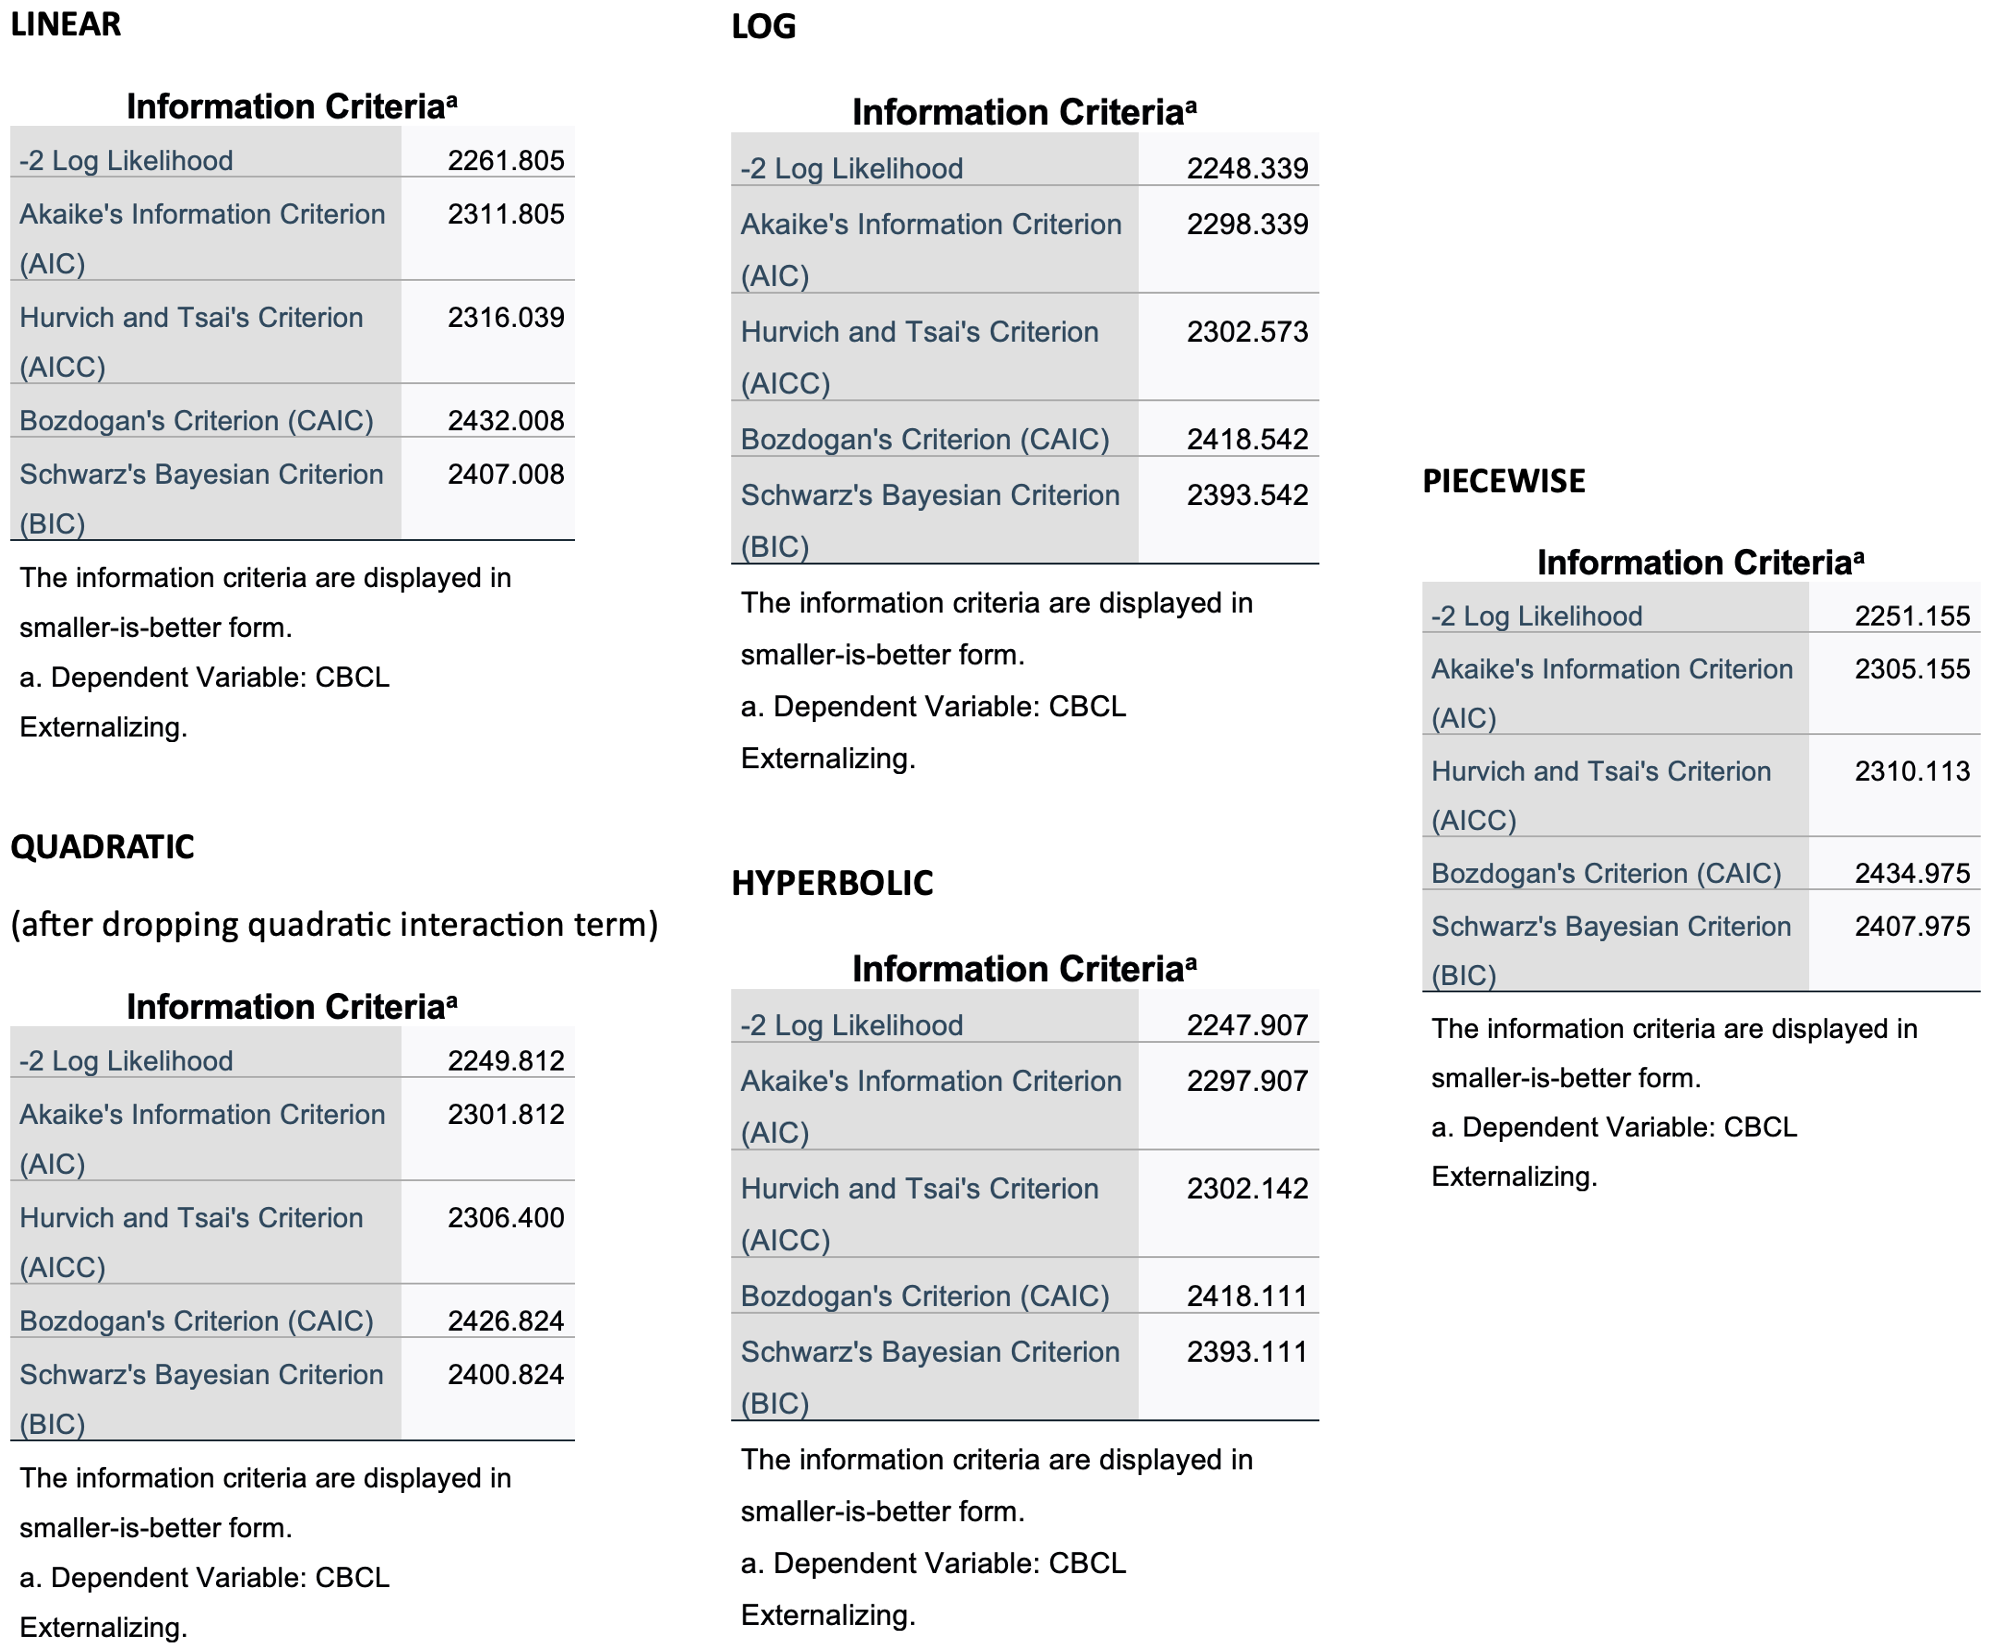 LINEAR
Information Criteriaᵃ
-2 Log Likelihood 2261.805
Akaike's Information Criterion 2311.805
(AIC)
Hurvich and Tsai's Criterion 2316.039
(AICC)
Bozdogan's Criterion (CAIC) 2432.008
Schwarz's Bayesian Criterion 2407.008
(BIC)
The information criteria are displayed in
smaller-is-better form.
a. Dependent Variable: CBCL
Externalizing.
QUADRATIC
(after dropping quadratic interaction term)
Information Criteriaᵃ
-2 Log Likelihood 2249.812
Akaike's Information Criterion 2301.812
(AIC)
Hurvich and Tsai's Criterion 2306.400
(AICC)
Bozdogan's Criterion (CAIC) 2426.824
Schwarz's Bayesian Criterion 2400.824
(BIC)
The information criteria are displayed in
smaller-is-better form.
a. Dependent Variable: CBCL
Externalizing.
LOG
Information Criteriaᵃ
-2 Log Likelihood 2248.339
Akaike's Information Criterion 2298.339
(AIC)
Hurvich and Tsai's Criterion 2302.573
(AICC)
Bozdogan's Criterion (CAIC) 2418.542
Schwarz's Bayesian Criterion 2393.542
(BIC)
The information criteria are displayed in
smaller-is-better form.
a. Dependent Variable: CBCL
Externalizing.
HYPERBOLIC
Information Criteriaᵃ
-2 Log Likelihood 2247.907
Akaike's Information Criterion 2297.907
(AIC)
Hurvich and Tsai's Criterion 2302.142
(AICC)
Bozdogan's Criterion (CAIC) 2418.111
Schwarz's Bayesian Criterion 2393.111
(BIC)
The information criteria are displayed in
smaller-is-better form.
a. Dependent Variable: CBCL
Externalizing.
PIECEWISE
Information Criteriaᵃ
-2 Log Likelihood 2251.155
Akaike's Information Criterion 2305.155
(AIC)
Hurvich and Tsai's Criterion 2310.113
(AICC)
Bozdogan's Criterion (CAIC) 2434.975
Schwarz's Bayesian Criterion 2407.975
(BIC)
The information criteria are displayed in
smaller-is-better form.
a. Dependent Variable: CBCL
Externalizing.